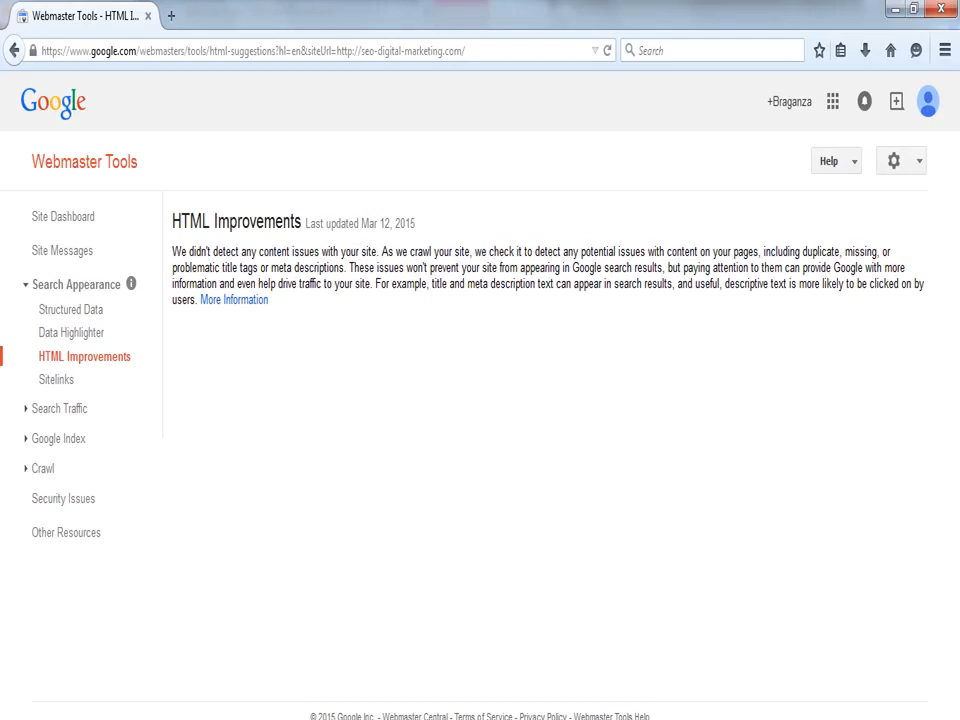 Webmaster Tools - HTML I...
https://www.google.com/webmasters/tools/html-suggestions?hl=en&siteUrl=http://seo-digital-marketing.com/
Search
Google
+Braganza
Webmaster Tools
Help
Site Dashboard
Site Messages
Search Appearance
Structured Data
Data Highlighter
HTML Improvements
Sitelinks
Search Traffic
Google Index
Crawl
Security Issues
Other Resources
HTML Improvements Last updated Mar 12, 2015
We didn't detect any content issues with your site. As we crawl your site, we check it to detect any potential issues with content on your pages, including duplicate, missing, or
problematic title tags or meta descriptions. These issues won't prevent your site from appearing in Google search results, but paying attention to them can provide Google with more
information and even help drive traffic to your site. For example, title and meta description text can appear in search results, and useful, descriptive text is more likely to be clicked on by
users. More Information
© 2015 Google Inc. - Webmaster Central - Terms of Service - Privacy Policy - Webmaster Tools Help